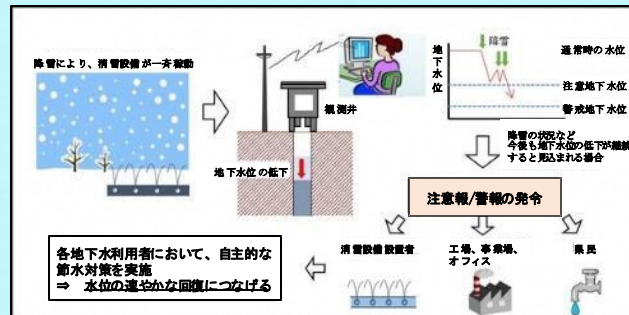 降雪により、消雪設備が一斉稼動
観測井
地下水位の低下
地下水位
降雪
通常時の水位
注意地下水位
警戒地下水位
降雪の状況など
今後も地下水位の低下が継続
すると見込まれる場合
注意報/警報の発令
消雪設備設置者
工場、事業場、
オフィス
県民
各地下水利用者において、自主的な
節水対策を実施
⇒ 水位の速やかな回復につなげる